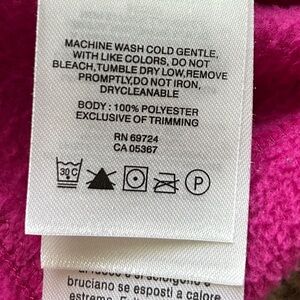 MACHINE WASH COLD GENTLE,
WITH LIKE COLORS, DO NOT
BLEACH,TUMBLE DRY LOW,REMOVE
PROMPTLY,DO NOT IRON,
DRYCLEANABLE
BODY : 100% POLYESTER
EXCLUSIVE OF TRIMMING
RN 69724
CA 05367
30°C
P
bruciano se esposti a calore